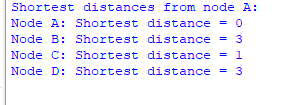 Shortest distances from node A:
Node A: Shortest distance = 0
Node B: Shortest distance = 3
Node C: Shortest distance = 1
Node D: Shortest distance = 3